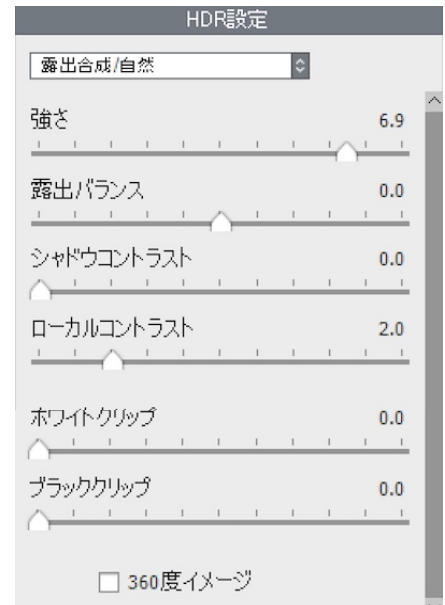 HDR設定
露出合成/自然
強さ 6.9
露出バランス 0.0
シャドウコントラスト 0.0
ローカルコントラスト 2.0
ホワイトクリップ 0.0
ブラッククリップ 0.0
360度イメージ